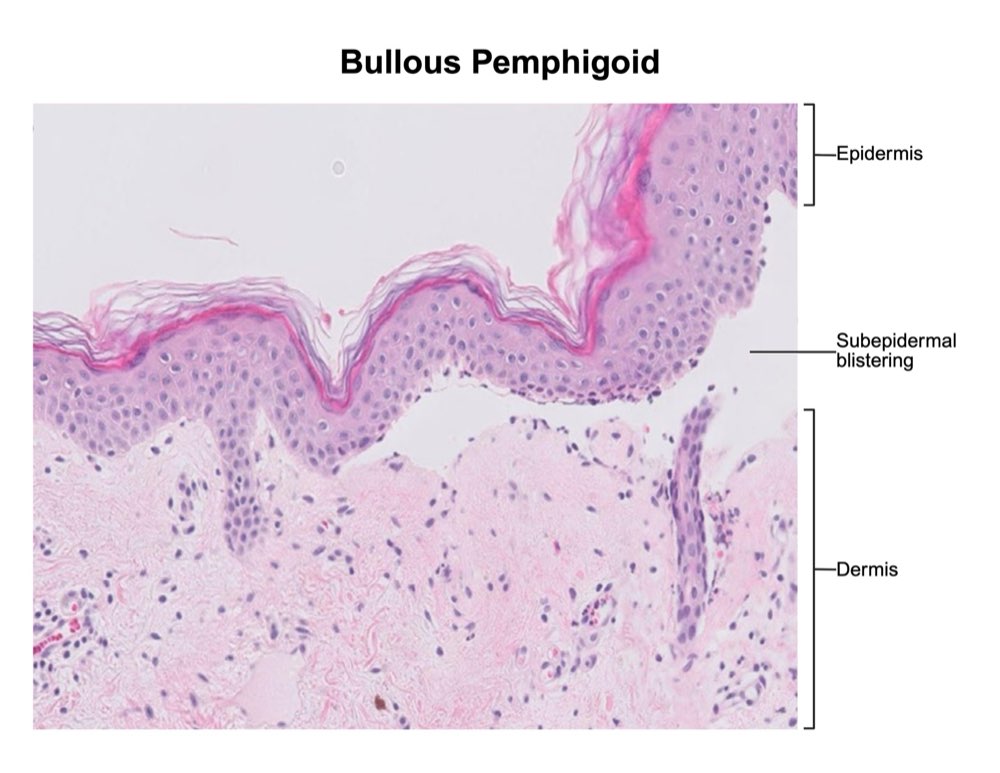 Bullous Pemphigoid
Epidermis
Subepidermal
blistering
Dermis